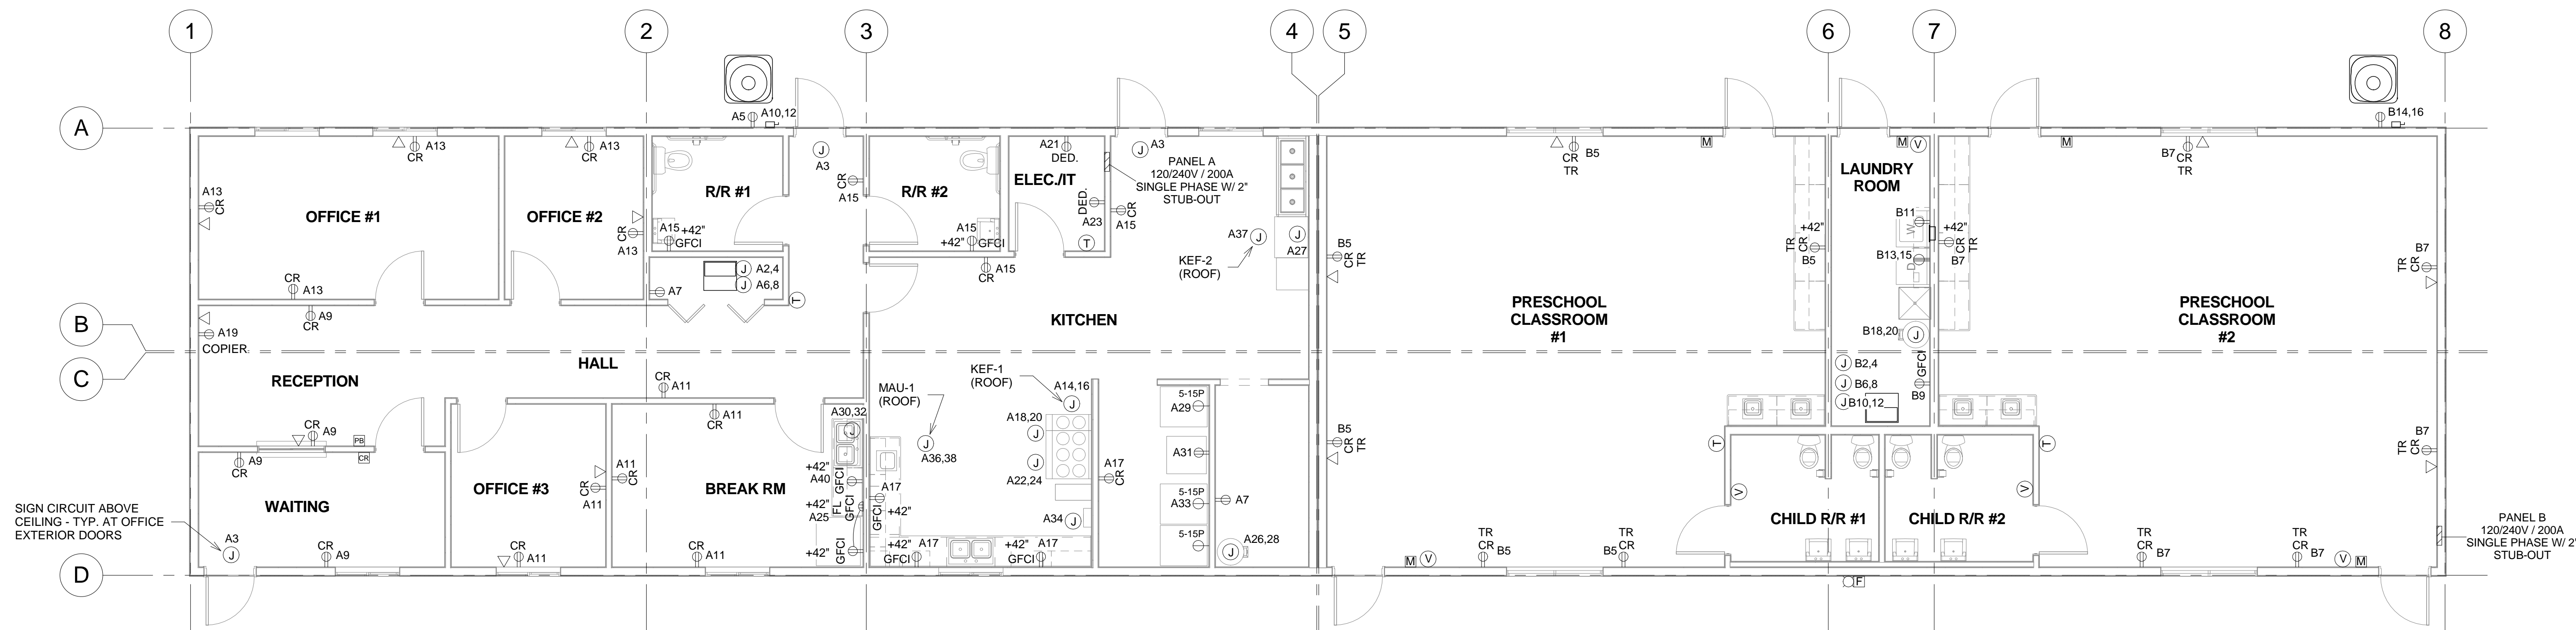 1
2
3
4
5
6
7
8
A
B
C
D
A5
A10,12
B14,16
A13
CR
A13
CR
A13
CR
CR
A13
CR
A13
OFFICE #1
OFFICE #2
R/R #1
A15
+42"
GFCI
J
A3
CR
A15
R/R #2
A15
+42"
GFCI
A21
DED.
ELEC./IT
DED.
A23
T
J
A3
PANEL A
120/240V / 200A
SINGLE PHASE W/ 2"
STUB-OUT
CR
A15
A37
J
J
A27
KEF-2
(ROOF)
CR
A15
J
A2,4
J
A6,8
A7
T
A9
CR
A19
COPIER
HALL
RECEPTION
CR
A9
PB
CR
A9
CR
WAITING
SIGN CIRCUIT ABOVE
CEILING - TYP. AT OFFICE
EXTERIOR DOORS
A3
J
CR
A9
OFFICE #3
CR
A11
CR
A11
CR
A11
A11
CR
A11
CR
BREAK RM
CR
A11
A30,32
J
+42"
GFCI
A40
FL
+42"
GFCI
A25
+42"
GFCI
KITCHEN
MAU-1
(ROOF)
J
A36,38
KEF-1
(ROOF)
A14,16
J
A18,20
J
J
A22,24
A34
J
A17
GFCI
+42"
+42"
A17
GFCI
+42"
A17
GFCI
A17
CR
5-15P
A29
A31
5-15P
A33
5-15P
A7
A26,28
J
B5
CR
TR
M
B5
CR
TR
PRESCHOOL
CLASSROOM
#1
B5
CR
TR
TR
CR
+42"
B5
TR
CR
B5
TR
CR
B5
M
V
LAUNDRY
ROOM
M
V
B11
W
B13,15
D
B18,20
J
J
B2,4
J
B6,8
J
B10,12
GFCI
B9
+42"
CR
TR
B7
M
B7
CR
TR
PRESCHOOL
CLASSROOM
#2
B7
TR
CR
B7
TR
CR
T
V
CHILD R/R #1
CHILD R/R #2
V
T
F
TR
CR
B7
TR
CR
B7
V
M
PANEL B
120/240V / 200A
SINGLE PHASE W/ 2"
STUB-OUT